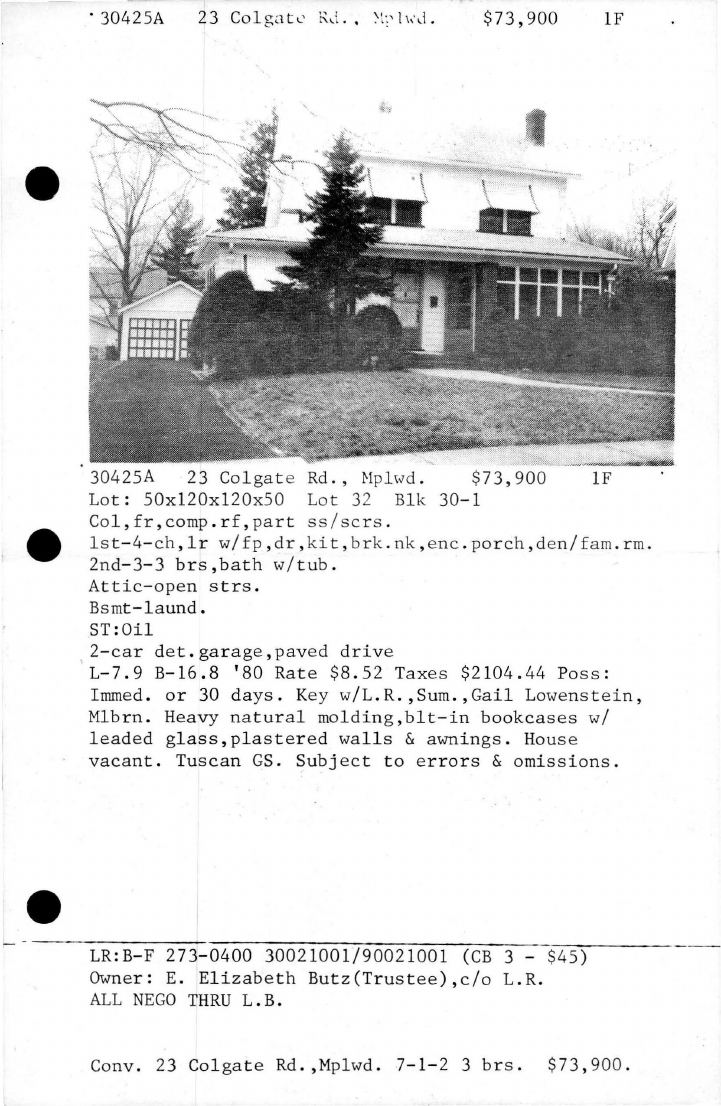 30425A 23 Colgate Rd., Mplwd. $73,900 1F
30425A 23 Colgate Rd., Mplwd. $73,900 1F
Lot: 50x120x120x50 Lot 32 Blk 30-1
Col,fr,comp.rf,part ss/scrs.
1st-4-ch,lr w/fp,dr,kit,brk.nk,enc.porch,den/fam.rm.
2nd-3-3 brs,bath w/tub.
Attic-open strs.
Bsmt-laund.
ST:Oil
2-car det.garage,paved drive
L-7.9 B-16.8 '80 Rate $8.52 Taxes $2104.44 Poss:
Immed. or 30 days. Key w/L.R.,Sum.,Gail Lowenstein,
Mlbrn. Heavy natural molding,blt-in bookcases w/
leaded glass,plastered walls & awnings. House
vacant. Tuscan GS. Subject to errors & omissions.
LR:B-F 273-0400 30021001/90021001 (CB 3 - $45)
Owner: E. Elizabeth Butz(Trustee),c/o L.R.
ALL NEGO THRU L.B.
Conv. 23 Colgate Rd.,Mplwd. 7-1-2 3 brs. $73,900.